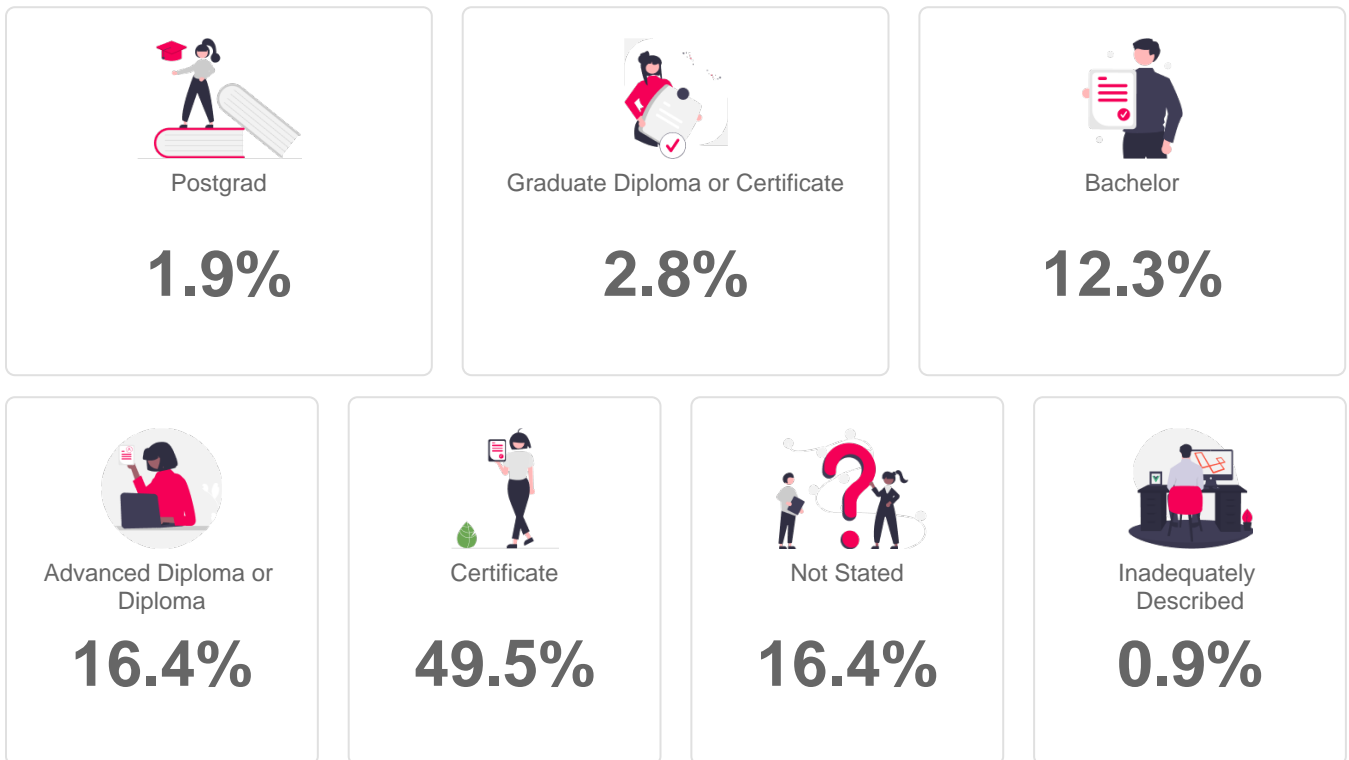 Postgrad
1.9%
Graduate Diploma or Certificate
2.8%
Bachelor
12.3%
Advanced Diploma or
Diploma
16.4%
Certificate
49.5%
Not Stated
16.4%
Inadequately
Described
0.9%